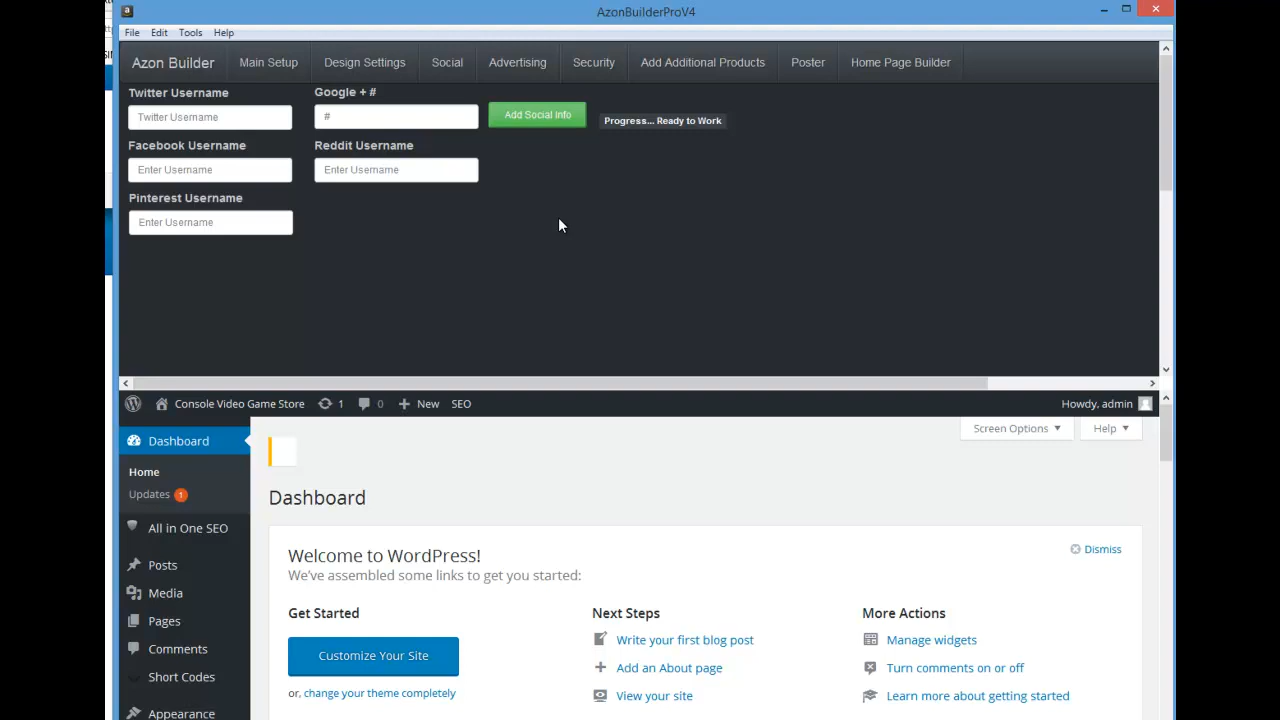 AzonBuilderProV4
File Edit Tools Help
Azon Builder Main Setup Design Settings Social Advertising Security Add Additional Products Poster Home Page Builder
Twitter Username Google + #
Twitter Username # Add Social Info Progress... Ready to Work
Facebook Username Reddit Username
Enter Username Enter Username
Pinterest Username
Enter Username
Console Video Game Store 1 0 New SEO Howdy, admin
Dashboard Screen Options Help
Home
Updates 1
Dashboard
All in One SEO
Welcome to WordPress! Dismiss
We've assembled some links to get you started:
Posts
Media
Get Started Next Steps More Actions
Pages
Customize Your Site Write your first blog post Manage widgets
Comments
Add an About page Turn comments on or off
Short Codes
or, change your theme completely View your site Learn more about getting started
Appearance